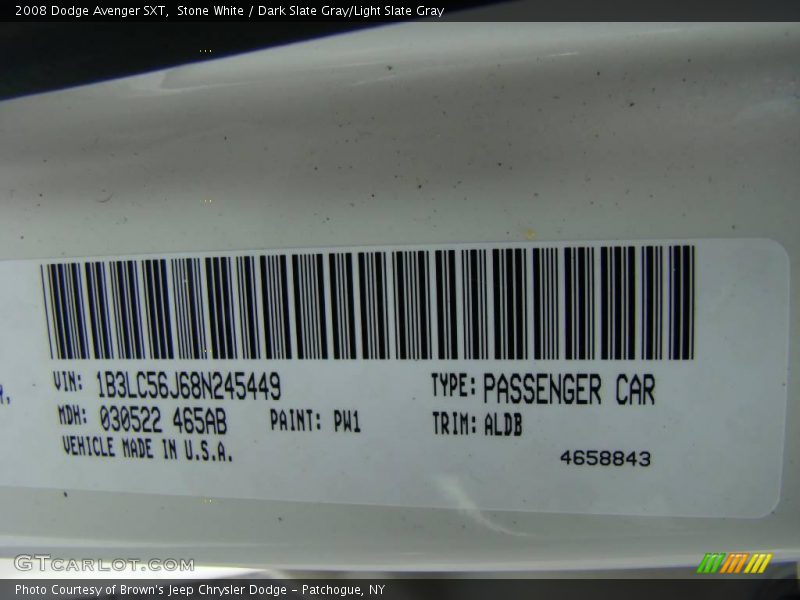 2008 Dodge Avenger SXT,  Stone White / Dark Slate Gray/Light Slate Gray
VIN: 1B3LC56J68N245449 TYPE: PASSENGER CAR
MDH: 030522 465AB PAINT: PW1 TRIM: ALDB
VEHICLE MADE IN U.S.A.
4658843
GTCARLOT.COM
Photo Courtesy of Brown's Jeep Chrysler Dodge – Patchogue, NY